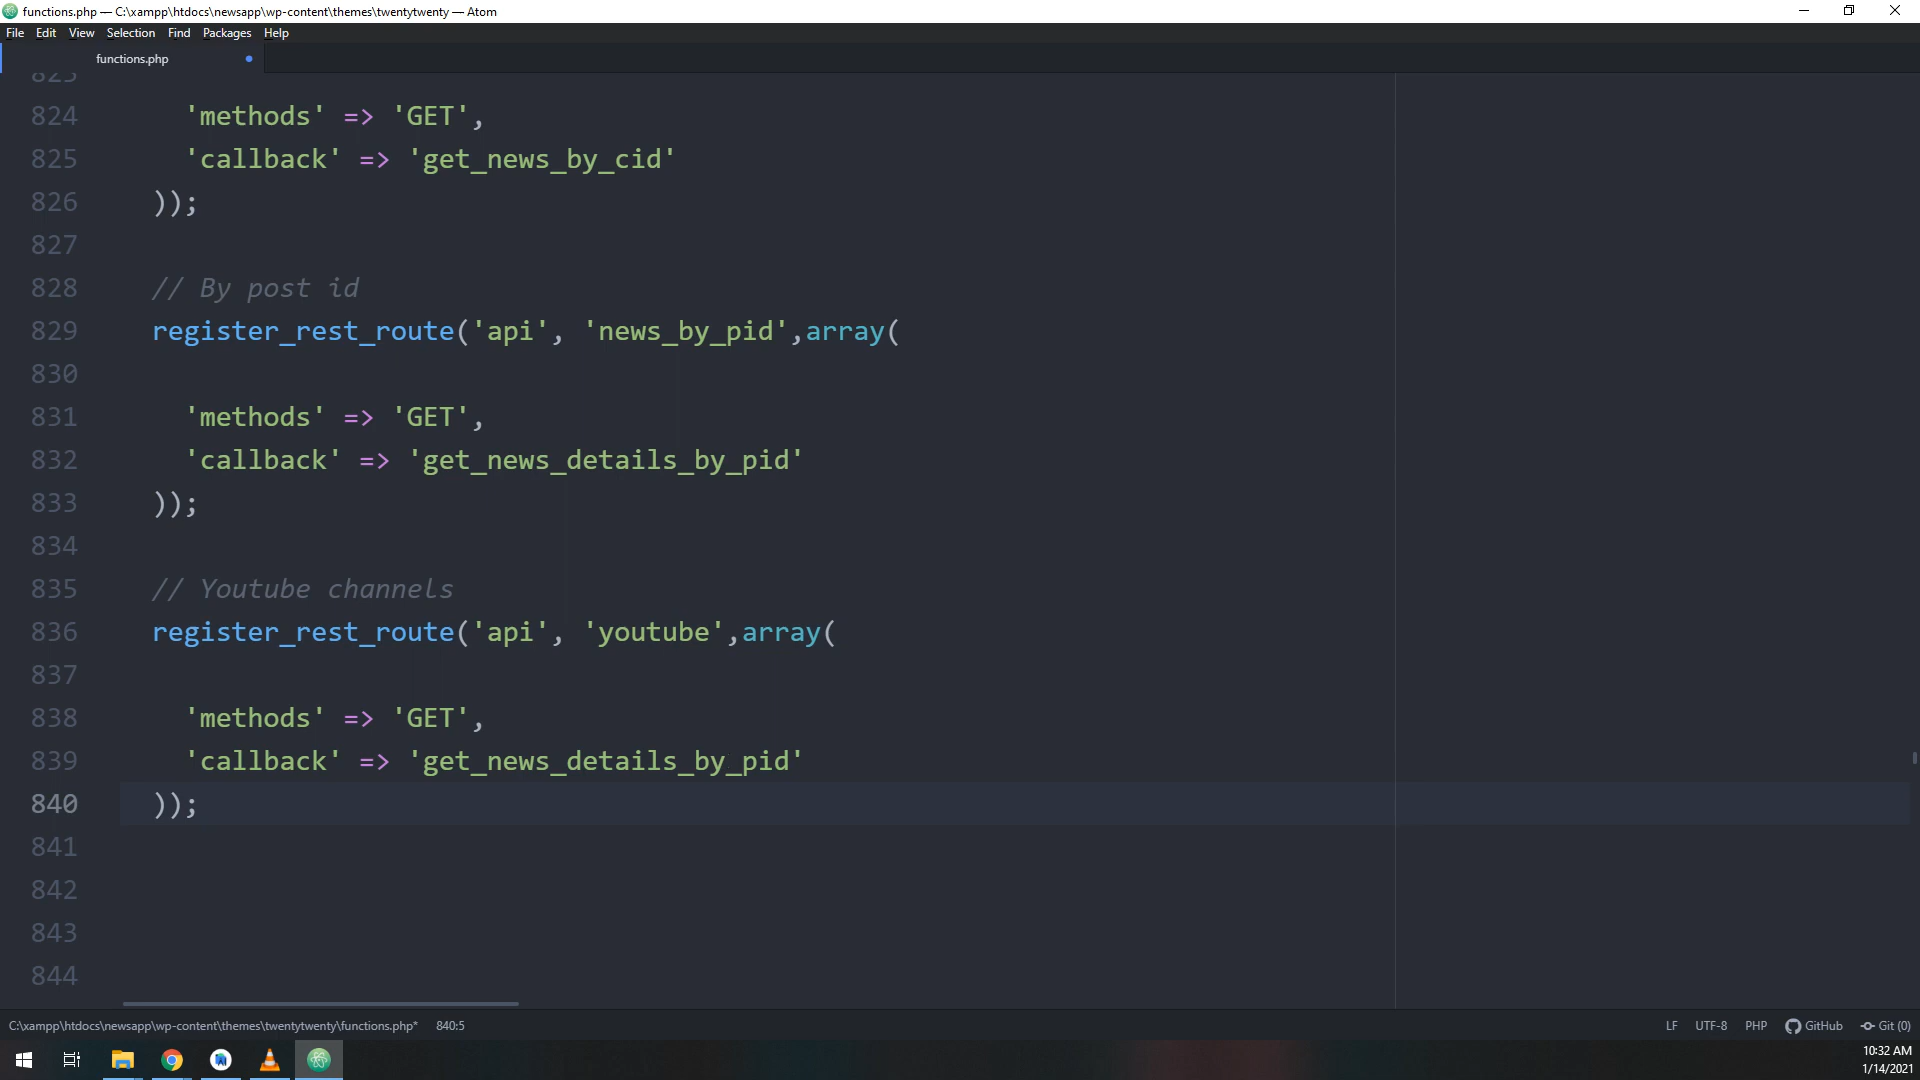 functions.php — C:\xampp\htdocs\newsapp\wp-content\themes\twentytwenty — Atom
File Edit View Selection Find Packages Help
functions.php
823
824 'methods' => 'GET',
825 'callback' => 'get_news_by_cid'
826 ));
827
828 // By post id
829 register_rest_route('api', 'news_by_pid',array(
830
831 'methods' => 'GET',
832 'callback' => 'get_news_details_by_pid'
833 ));
834
835 // Youtube channels
836 register_rest_route('api', 'youtube',array(
837
838 'methods' => 'GET',
839 'callback' => 'get_news_details_by_pid'
840 ));
841
842
843
844
C:\xampp\htdocs\newsapp\wp-content\themes\twentytwenty\functions.php* 840:5 LF UTF-8 PHP GitHub Git (0)
10:32 AM
1/14/2021